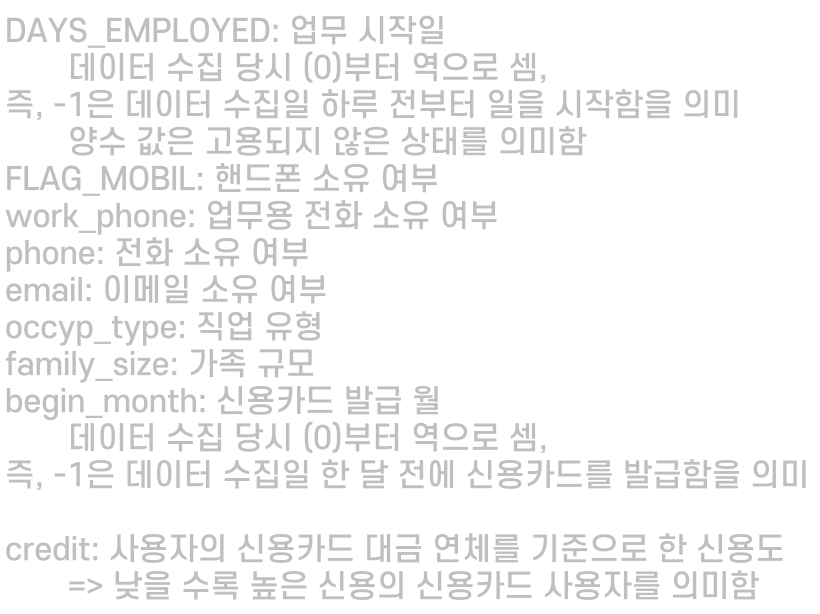 DAYS_EMPLOYED: 업무 시작일
데이터 수집 당시 (0)부터 역으로 셈,
즉, -1은 데이터 수집일 하루 전부터 일을 시작함을 의미
양수 값은 고용되지 않은 상태를 의미함
FLAG_MOBIL: 핸드폰 소유 여부
work_phone: 업무용 전화 소유 여부
phone: 전화 소유 여부
email: 이메일 소유 여부
occyp_type: 직업 유형
family_size: 가족 규모
begin_month: 신용카드 발급 월
데이터 수집 당시 (0)부터 역으로 셈,
즉, -1은 데이터 수집일 한 달 전에 신용카드를 발급함을 의미
credit: 사용자의 신용카드 대금 연체를 기준으로 한 신용도
=> 낮을 수록 높은 신용의 신용카드 사용자를 의미함